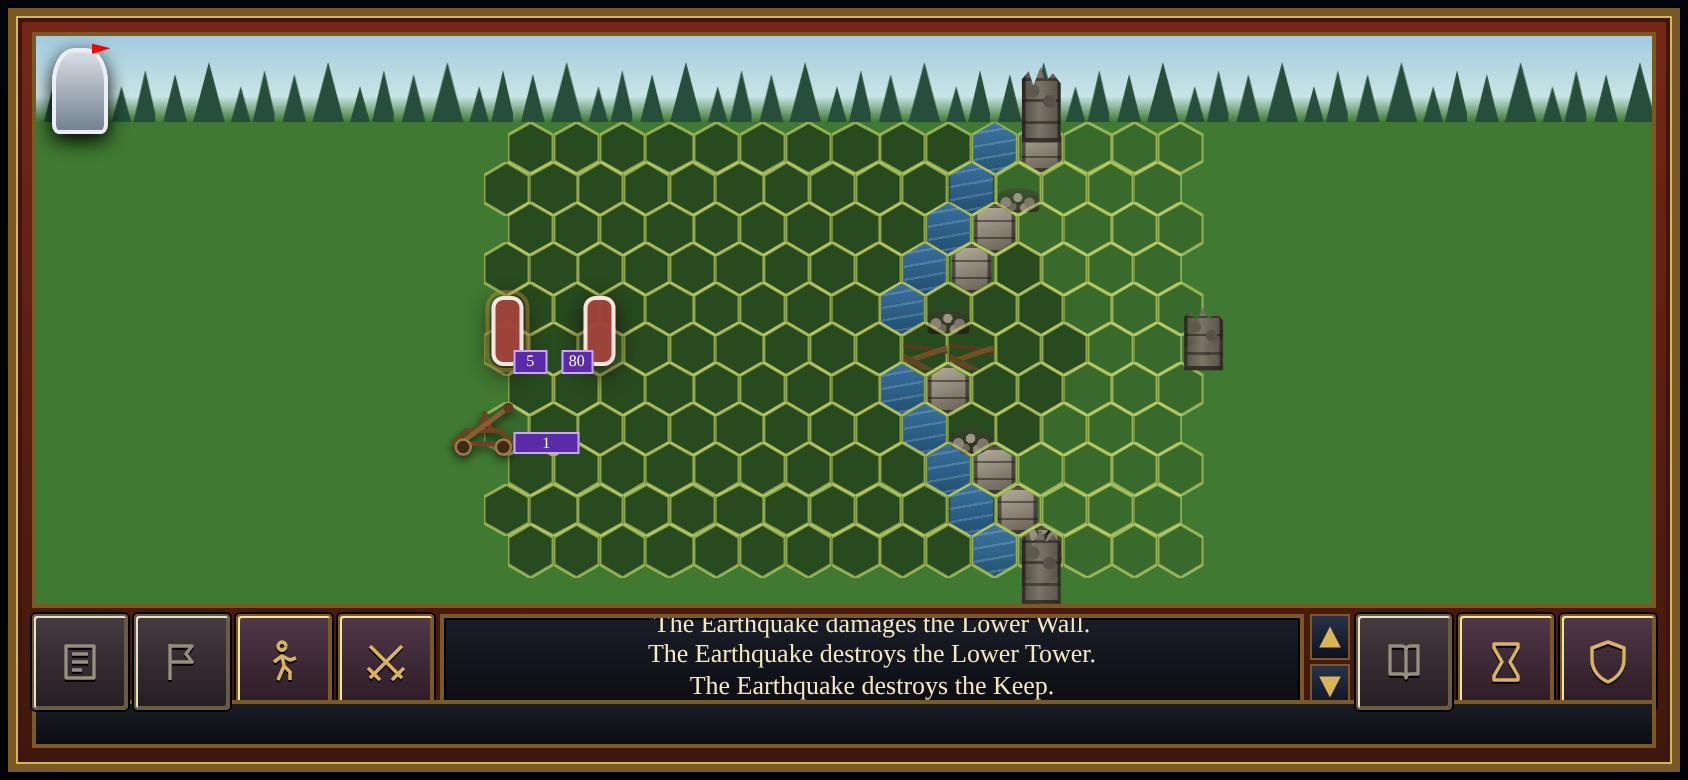 5
80
1
The Earthquake damages the Lower Wall.
The Earthquake destroys the Lower Tower.
The Earthquake destroys the Keep.